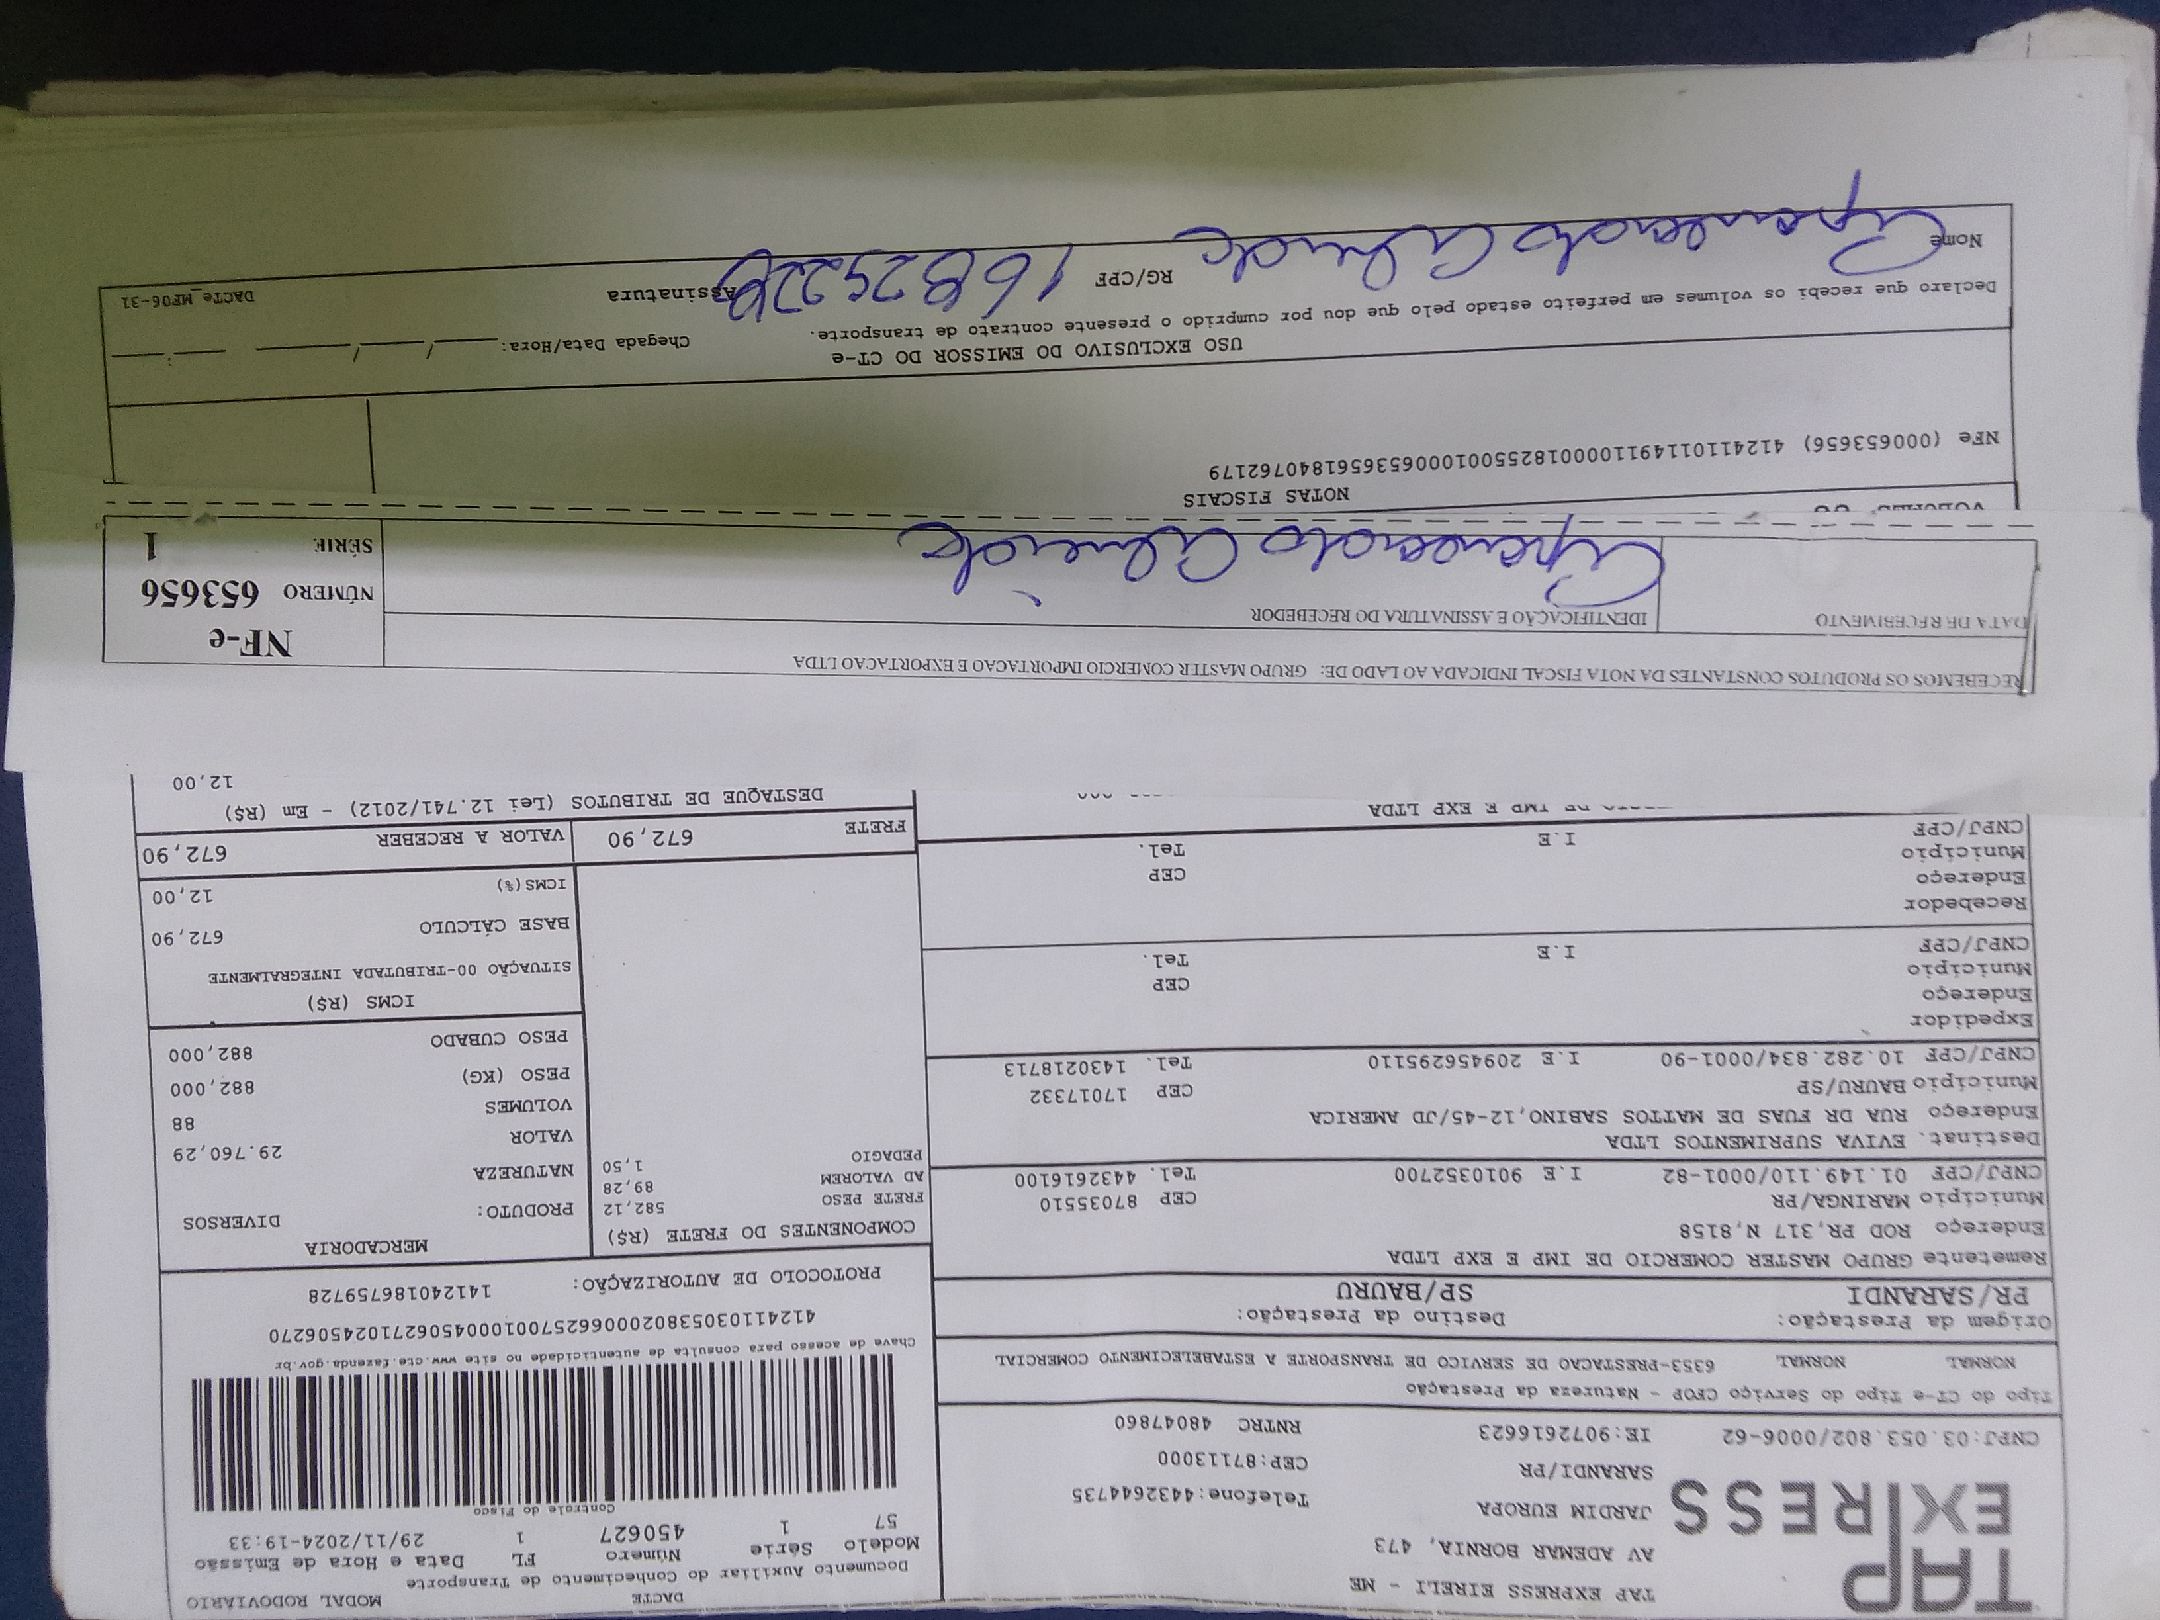 TAP
EXPRESS
TAP EXPRESS EIRELI - ME
AV ADEMAR BORNIA, 473
JARDIM EUROPA
SARANDI/PR
Telefone:4432644735
CEP:87113000
CNPJ:03.053.802/0006-62 IE:9072616623 RNTRC 48047860
DACTE MODAL RODOVIÁRIO
Documento Auxiliar do Conhecimento de Transporte
Modelo Série Número FL Data e Hora de Emissão
57 1 450627 1 29/11/2024-19:33
Controle do Fisco
Chave de acesso para consulta de autenticidade no site www.cte.fazenda.gov.br
41241103053802000662570010004506271024506270
PROTOCOLO DE AUTORIZAÇÃO: 141240186759728
Tipo do CT-e Tipo do Serviço CFOP - Natureza da Prestação
NORMAL NORMAL 6353-PRESTACAO DE SERVICO DE TRANSPORTE A ESTABELECIMENTO COMERCIAL
Origem da Prestação: Destino da Prestação:
PR/SARANDI SP/BAURU
Remetente GRUPO MASTER COMERCIO DE IMP E EXP LTDA
Endereço ROD PR,317 N,8158
Município MARINGA/PR CEP 87035510
CNPJ/CPF 01.149.110/0001-82 I.E 9010352700 Tel. 4432616100
Destinat. EVIVA SUPRIMENTOS LTDA
Endereço RUA DR FUAS DE MATTOS SABINO,12-45/JD AMERICA
Município BAURU/SP CEP 17017332
CNPJ/CPF 10.282.834/0001-90 I.E 209456295110 Tel. 1430218713
Expedidor
Endereço
Município CEP
CNPJ/CPF I.E Tel.
Recebedor
Endereço
Município CEP
CNPJ/CPF I.E Tel.
DE IMP E EXP LTDA
COMPONENTES DO FRETE (R$)
FRETE PESO 582,12
AD VALOREM 89,28
PEDAGIO 1,50
FRETE 672,90
MERCADORIA
PRODUTO: DIVERSOS
NATUREZA
VALOR 29.760,29
VOLUMES 88
PESO (KG) 882,000
PESO CUBADO 882,000
ICMS (R$)
SITUAÇÃO 00-TRIBUTADA INTEGRALMENTE
BASE CÁLCULO 672,90
ICMS(%) 12,00
VALOR A RECEBER 672,90
DESTAQUE DE TRIBUTOS (Lei 12.741/2012) - Em (R$)
12,00
RECEBEMOS OS PRODUTOS CONSTANTES DA NOTA FISCAL INDICADA AO LADO DE: GRUPO MASTER COMERCIO IMPORTACAO E EXPORTACAO LTDA
DATA DE RECEBIMENTO
IDENTIFICAÇÃO E ASSINATURA DO RECEBEDOR
Aparecido Almeida
NF-e
NÚMERO 653656
SÉRIE 1
NOTAS FISCAIS
NFe (000653656) 41241101149110000182550010006536561840762179
USO EXCLUSIVO DO EMISSOR DO CT-e
Declaro que recebi os volumes em perfeito estado pelo que dou por cumprido o presente contrato de transporte.
Chegada Data/Hora: ____/____/____ ____:____
Nome Aparecido Almeida RG/CPF Assinatura
DACTe_MP06-31